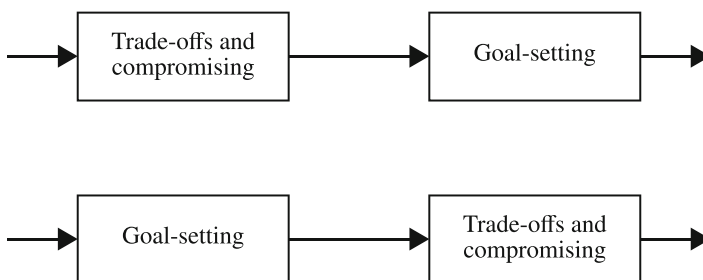 Trade-offs and
compromising
Goal-setting
Goal-setting
Trade-offs and
compromising